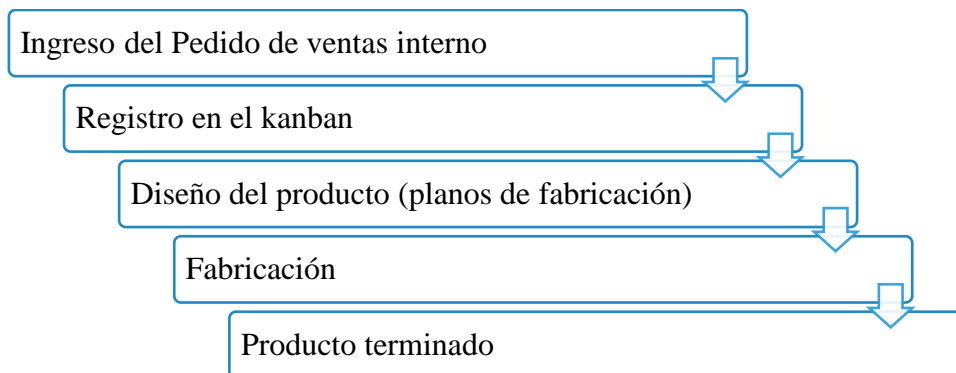 Ingreso del Pedido de ventas interno
Registro en el kanban
Diseño del producto (planos de fabricación)
Fabricación
Producto terminado